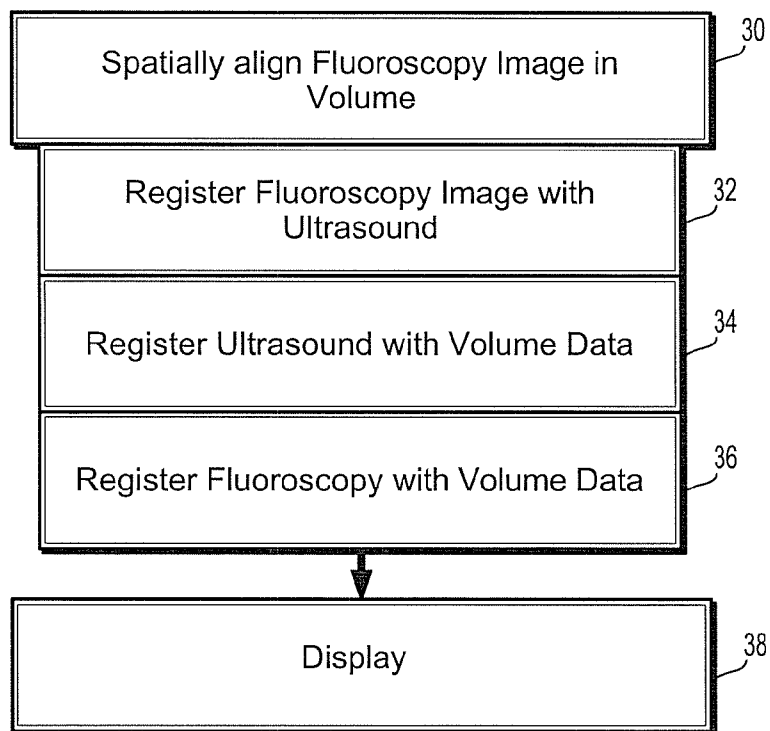 30
Spatially align Fluoroscopy Image in
Volume
Register Fluoroscopy Image with
Ultrasound
32
Register Ultrasound with Volume Data
34
Register Fluoroscopy with Volume Data
36
Display
38